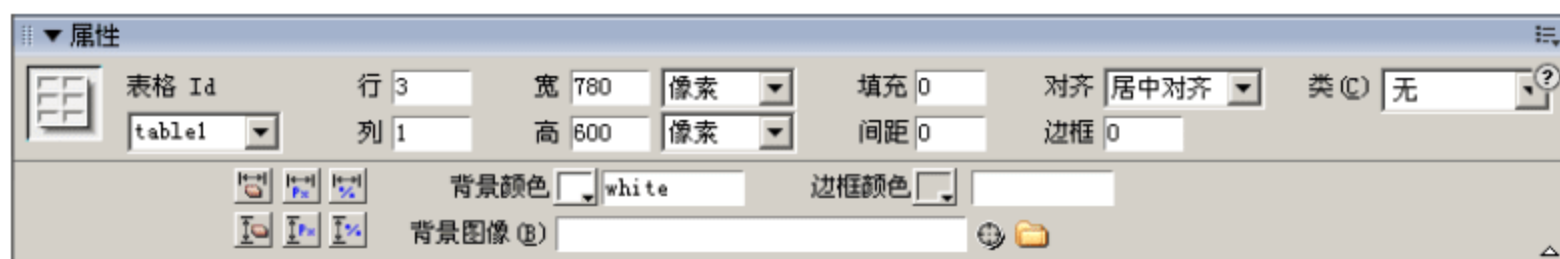 属性
表格 Id 行 3 宽 780 像素 填充 0 对齐 居中对齐 类(C) 无
table1 列 1 高 600 像素 间距 0 边框 0
背景颜色 white 边框颜色
背景图像(B)